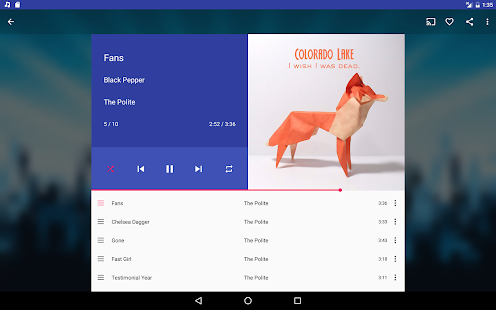 1:35
Fans
Black Pepper
The Polite
5 / 10 2:52 / 3:36
COLORADO LAKE
I WISH I WAS DEAD.
Fans The Polite 3:36
Chelsea Dagger The Polite 3:33
Gone The Polite 3:43
Fast Girl The Polite 3:18
Testimonial Year The Polite 3:11